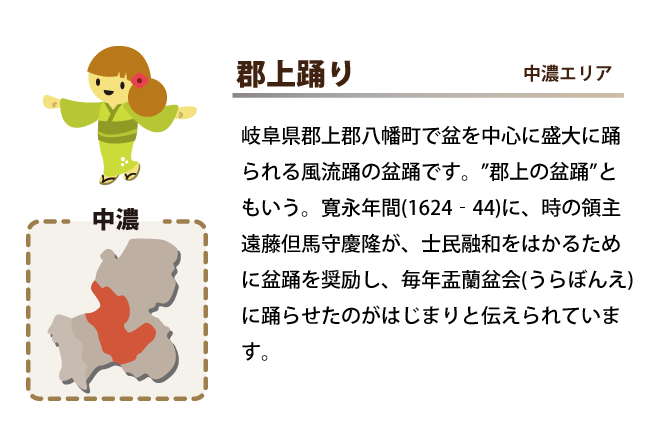 郡上踊り
中濃エリア
岐阜県郡上郡八幡町で盆を中心に盛大に踊
られる風流踊の盆踊です。”郡上の盆踊”と
もいう。寛永年間(1624‐44)に、時の領主
遠藤但馬守慶隆が、士民融和をはかるため
に盆踊を奨励し、毎年盂蘭盆会(うらぼんえ)
に踊らせたのがはじまりと伝えられていま
す。
中濃